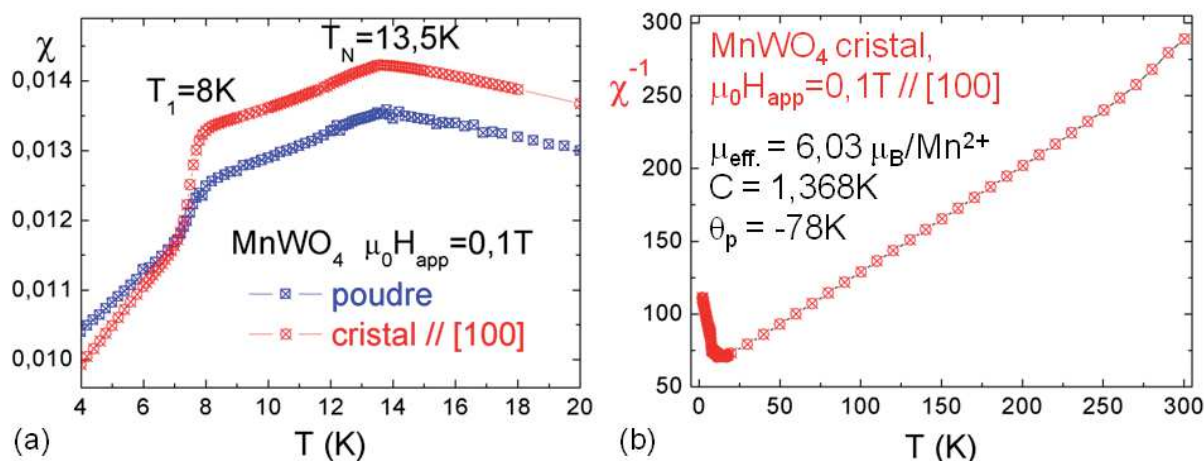 χ
0,014
0,013
0,012
0,011
0,010
T_N=13,5K
T_1=8K
MnWO_4 μ_0H_app=0,1T
poudre
cristal // [100]
4 6 8 10 12 14 16 18 20
(a)
T (K)
χ^-1
300
250
200
150
100
50
MnWO_4 cristal,
μ_0H_app=0,1T // [100]
μ_eff. = 6,03 μ_B/Mn^2+
C = 1,368K
θ_p = -78K
0 50 100 150 200 250 300
(b)
T (K)